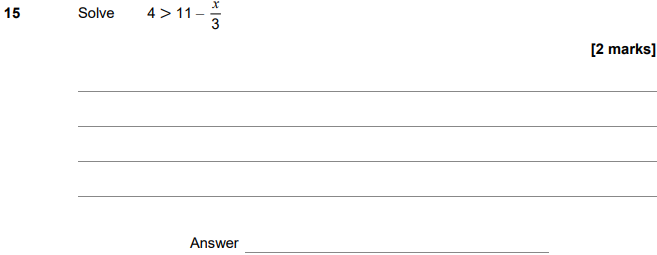 15 Solve 4 > 11 – x/3
[2 marks]
Answer